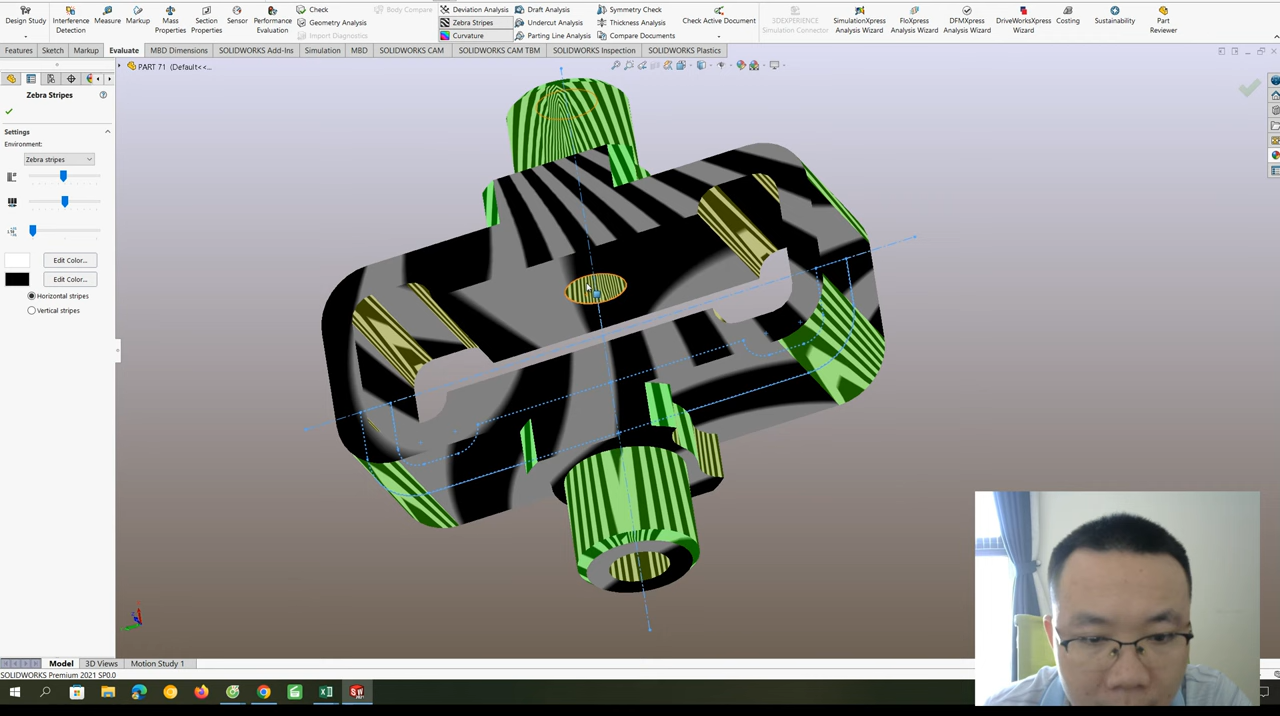 Design Study
Interference Detection
Measure
Markup
Mass Properties
Section Properties
Sensor
Performance Evaluation
Check
Geometry Analysis
Import Diagnostics
Body Compare
Deviation Analysis
Zebra Stripes
Curvature
Draft Analysis
Undercut Analysis
Parting Line Analysis
Symmetry Check
Thickness Analysis
Compare Documents
Check Active Document
3DEXPERIENCE Simulation Connector
SimulationXpress Analysis Wizard
FloXpress Analysis Wizard
DFMXpress Analysis Wizard
DriveWorksXpress Wizard
Costing
Sustainability
Part Reviewer
Features
Sketch
Markup
Evaluate
MBD Dimensions
SOLIDWORKS Add-Ins
Simulation
MBD
SOLIDWORKS CAM
SOLIDWORKS CAM TBM
SOLIDWORKS Inspection
SOLIDWORKS Plastics
PART 71 (Default<<...
Zebra Stripes
Settings
Environment:
Zebra stripes
Edit Color...
Edit Color...
Horizontal stripes
Vertical stripes
Model
3D Views
Motion Study 1
SOLIDWORKS Premium 2021 SP0.0